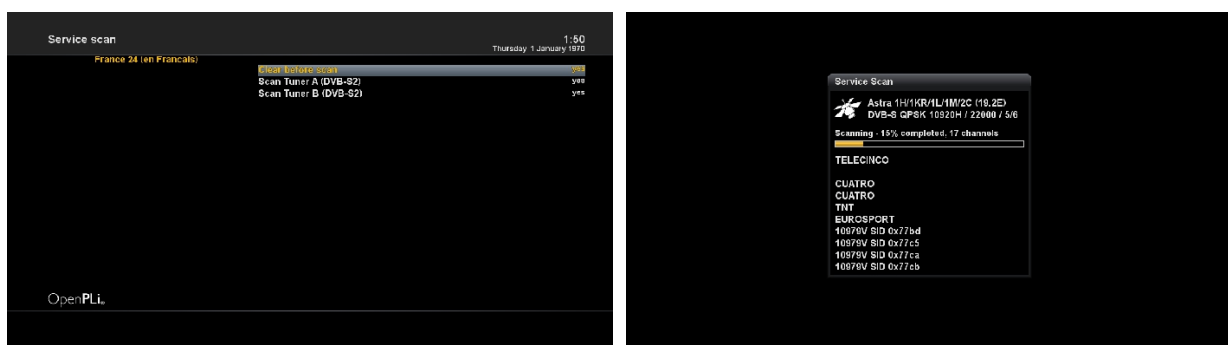 Service scan
1:50
Thursday 1 January 1970
France 24 (en Francais)
Clear before scan yes
Scan Tuner A (DVB-S2) yes
Scan Tuner B (DVB-S2) yes
OpenPLi®
Service Scan
Astra 1H/1KR/1L/1M/2C (19.2E)
DVB-S QPSK 10920H / 22000 / 5/6
Scanning - 15% completed, 17 channels
TELECINCO
CUATRO
CUATRO
TNT
EUROSPORT
10979V SID 0x77bd
10979V SID 0x77c5
10979V SID 0x77ca
10979V SID 0x77cb